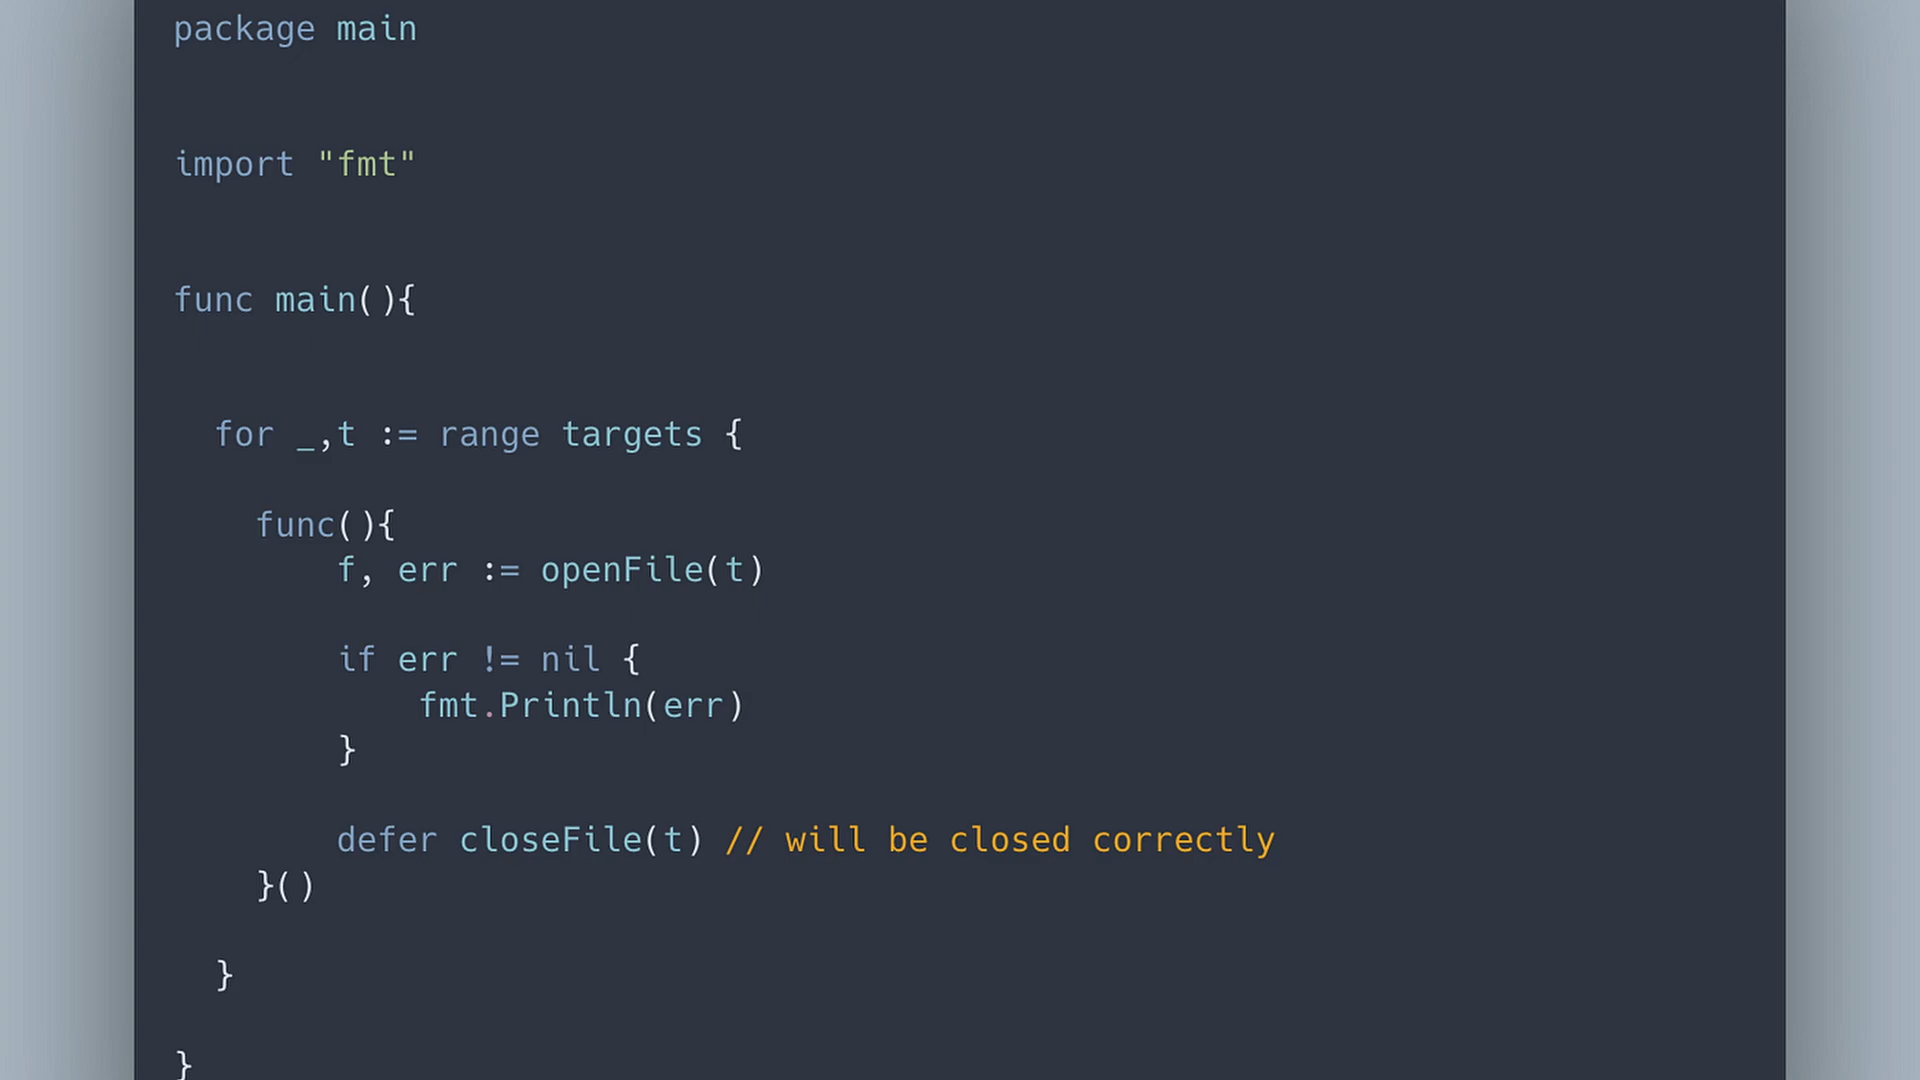 package main
import "fmt"
func main(){
for _,t := range targets {
func(){
f, err := openFile(t)
if err != nil {
fmt.Println(err)
}
defer closeFile(t) // will be closed correctly
}()
}
}